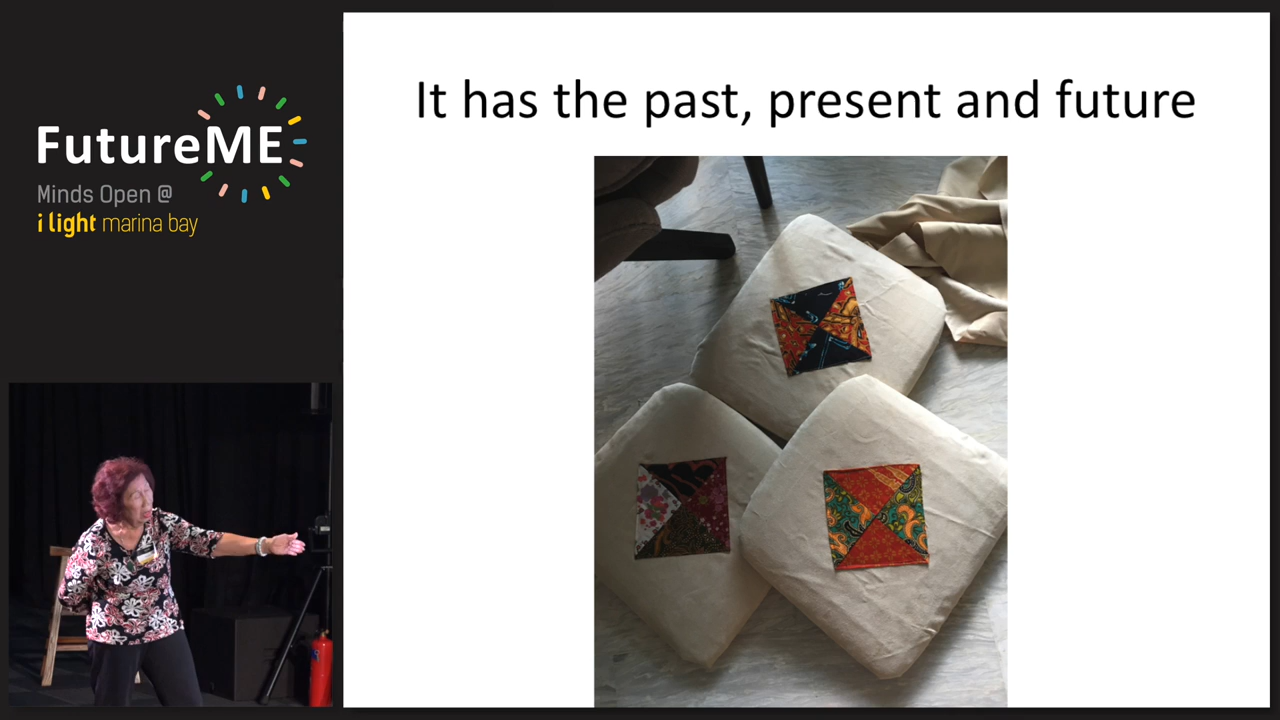 FutureME
Minds Open @
i light marina bay
It has the past, present and future